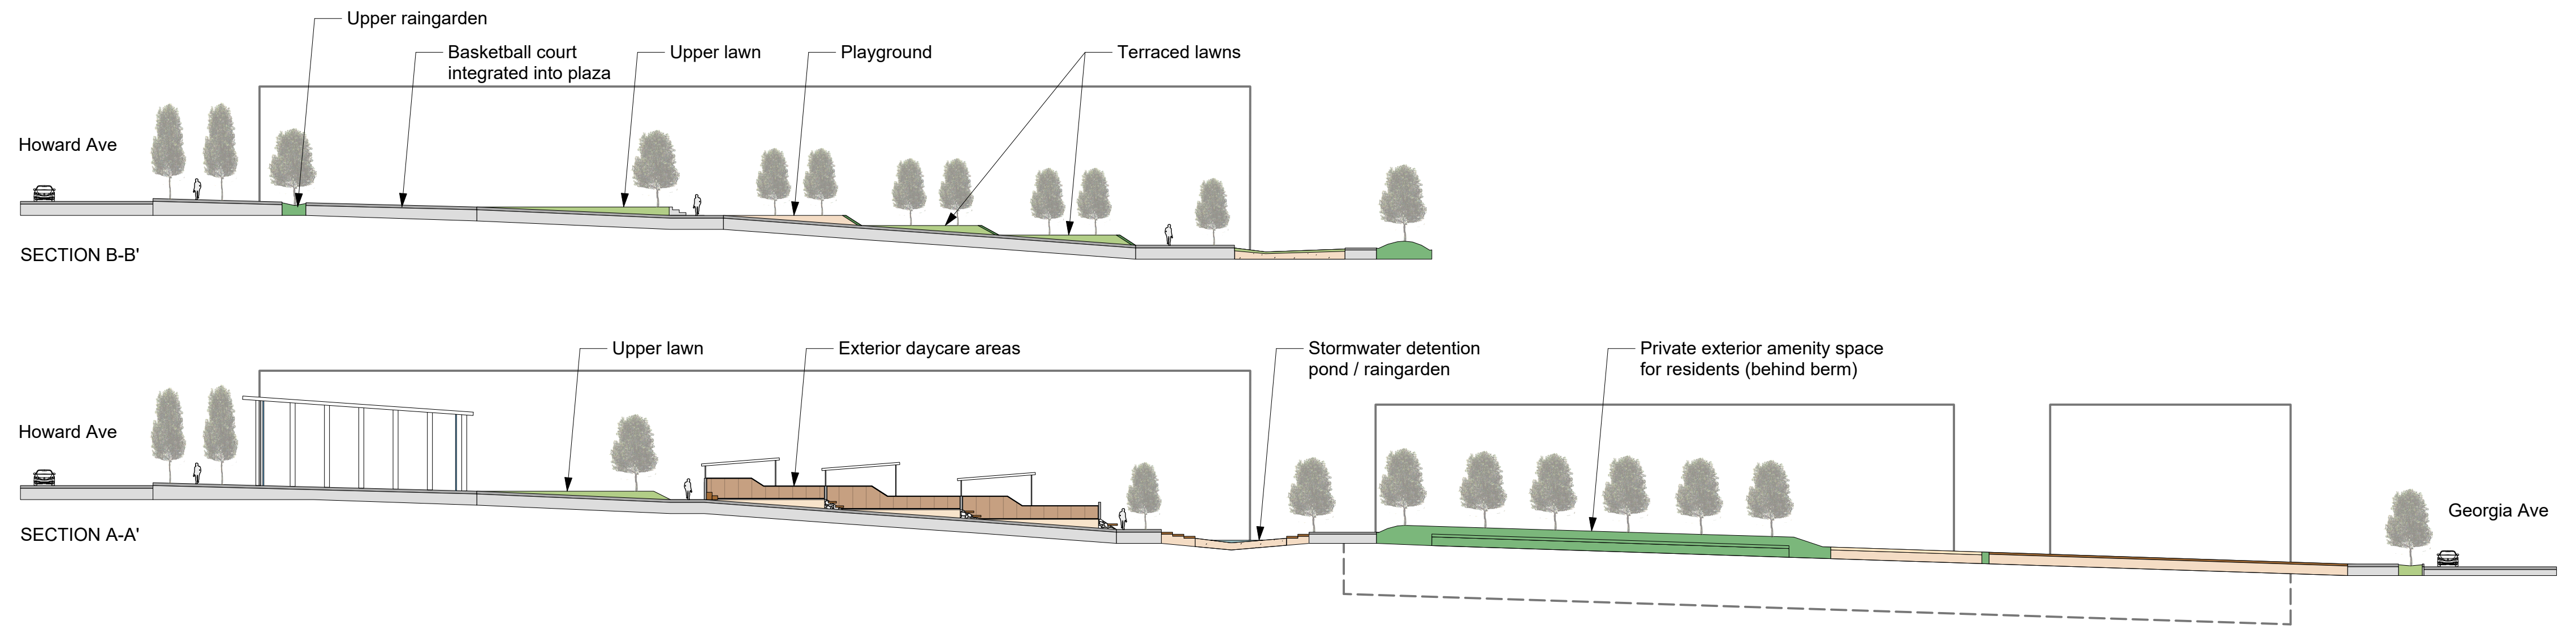 Upper raingarden
Basketball court
integrated into plaza
Upper lawn
Playground
Terraced lawns
Howard Ave
SECTION B-B'
Upper lawn
Exterior daycare areas
Stormwater detention
pond / raingarden
Private exterior amenity space
for residents (behind berm)
Howard Ave
Georgia Ave
SECTION A-A'